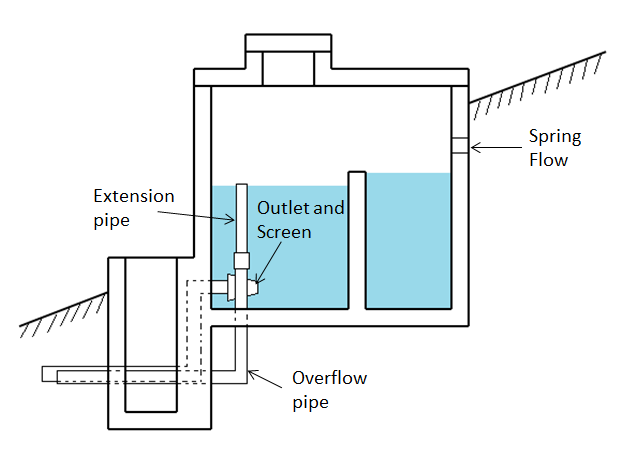 Spring
Flow
Extension
pipe
Outlet and
Screen
Overflow
pipe